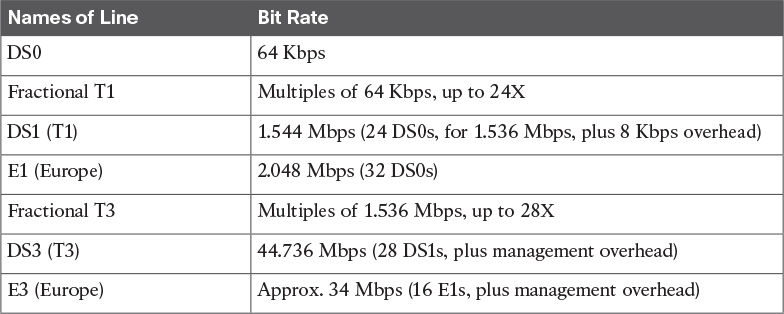 Names of Line Bit Rate
DS0 64 Kbps
Fractional T1 Multiples of 64 Kbps, up to 24X
DS1 (T1) 1.544 Mbps (24 DS0s, for 1.536 Mbps, plus 8 Kbps overhead)
E1 (Europe) 2.048 Mbps (32 DS0s)
Fractional T3 Multiples of 1.536 Mbps, up to 28X
DS3 (T3) 44.736 Mbps (28 DS1s, plus management overhead)
E3 (Europe) Approx. 34 Mbps (16 E1s, plus management overhead)